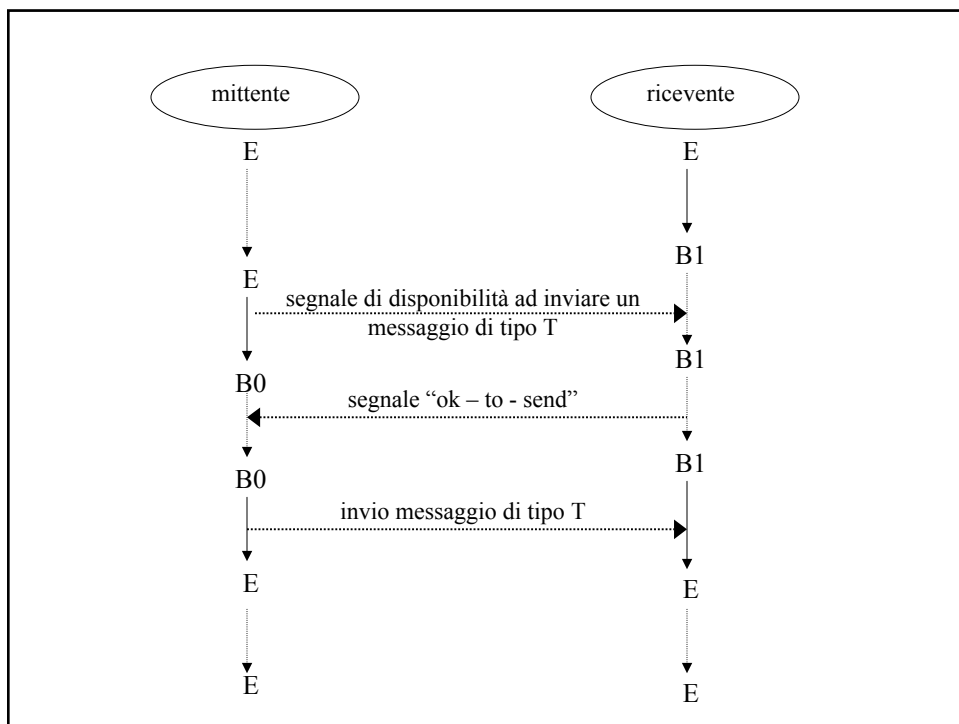 mittente ricevente
E E
B1
E
segnale di disponibilità ad inviare un
messaggio di tipo T
B1
B0
segnale “ok – to - send”
B1
B0
invio messaggio di tipo T
E
E
E
E